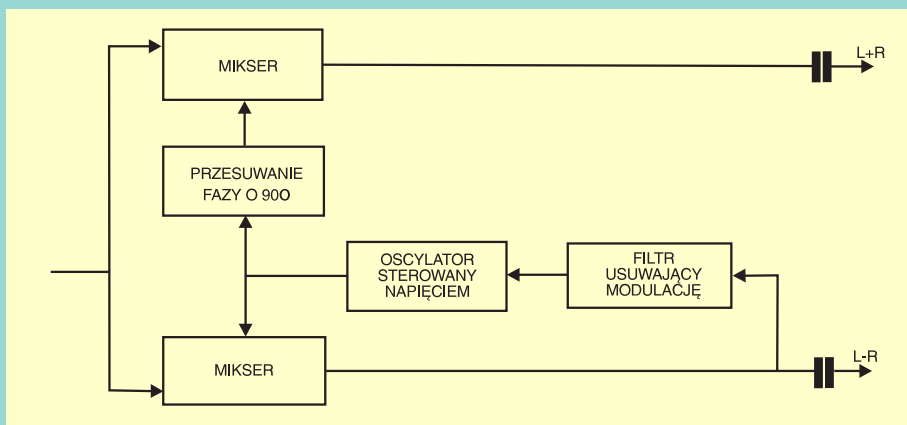 MIKSER
L+R
PRZESUWANIE
FAZY O 90O
OSCYLATOR
STEROWANY
NAPIĘCIEM
FILTR
USUWAJĄCY
MODULACJĘ
MIKSER
L-R